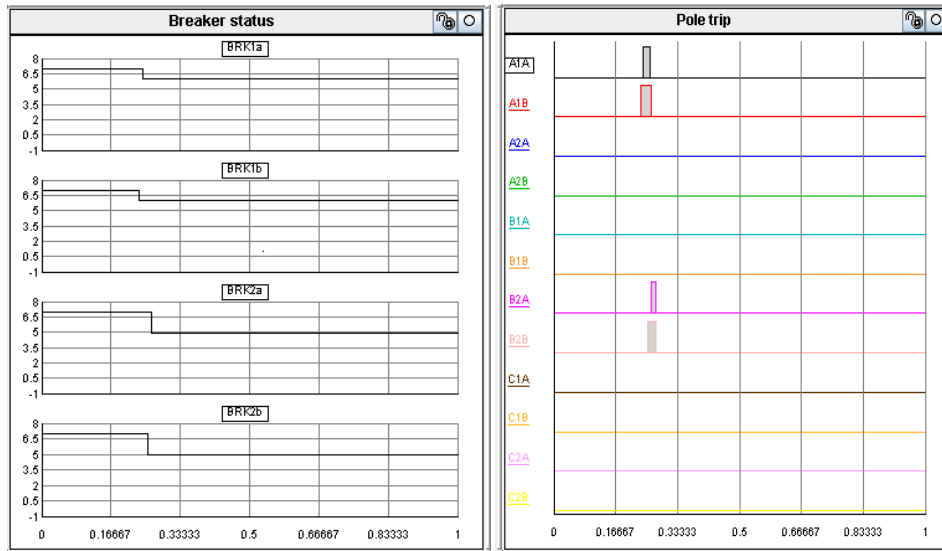 Breaker status
BRK1a
8
6.5
5
3.5
2
0.5
-1
BRK1b
8
6.5
5
3.5
2
0.5
-1
BRK2a
8
6.5
5
3.5
2
0.5
-1
BRK2b
8
6.5
5
3.5
2
0.5
-1
0 0.16667 0.33333 0.5 0.66667 0.83333 1
Pole trip
A1A
A1B
A2A
A2B
B1A
B1B
B2A
B2B
C1A
C1B
C2A
C2B
0 0.16667 0.33333 0.5 0.66667 0.83333 1